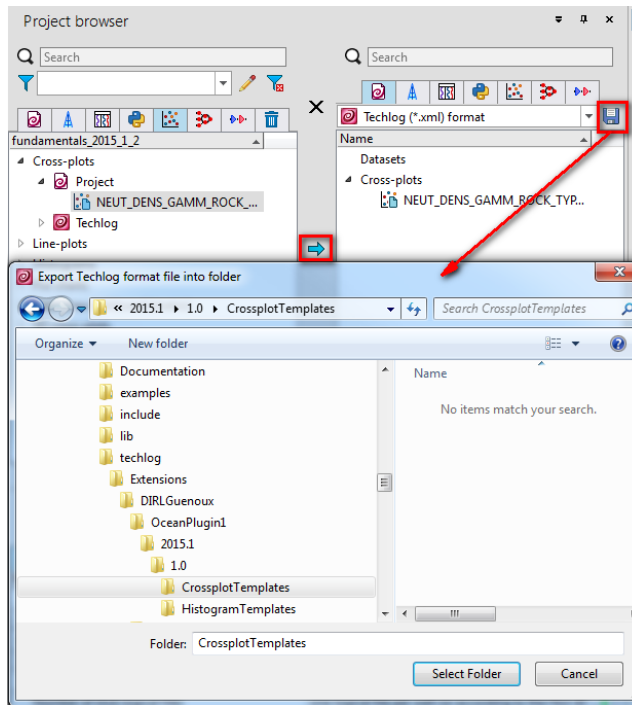 Project browser
Search
fundamentals_2015_1_2
Cross-plots
Project
NEUT_DENS_GAMM_ROCK_...
Techlog
Line-plots
Search
Techlog (*.xml) format
Name
Datasets
Cross-plots
NEUT_DENS_GAMM_ROCK_TYP...
Export Techlog format file into folder
« 2015.1 1.0 CrossplotTemplates
Search CrossplotTemplates
Organize New folder
Documentation
examples
include
lib
techlog
Extensions
DIRLGuenoux
OceanPlugin1
2015.1
1.0
CrossplotTemplates
HistogramTemplates
Name
No items match your search.
Folder: CrossplotTemplates
Select Folder Cancel